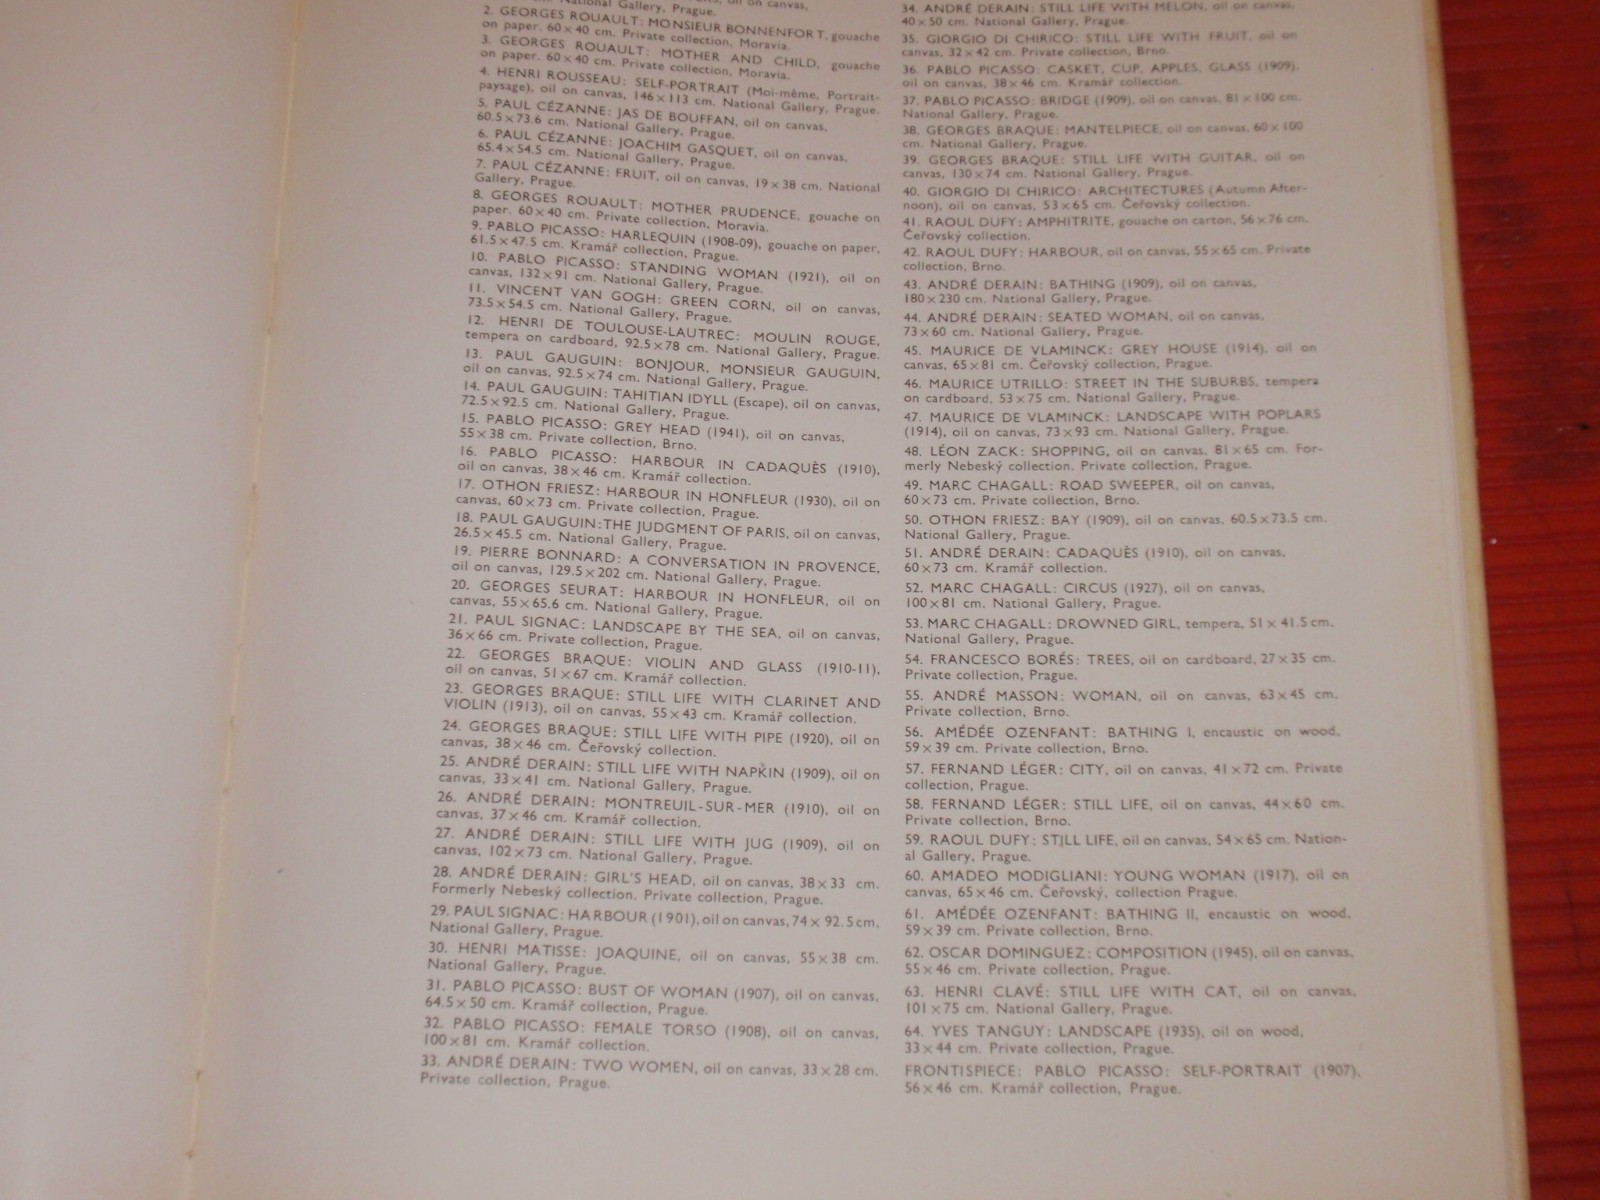 National Gallery, Prague.
2. GEORGES ROUAULT: MONSIEUR BONNENFORT, gouache
on paper. 60×40 cm. Private collection, Moravia.
3. GEORGES ROUAULT: MOTHER AND CHILD, gouache
on paper. 60×40 cm. Private collection, Moravia.
4. HENRI ROUSSEAU: SELF-PORTRAIT (Moi-même, Portrait-
paysage), oil on canvas, 146×113 cm. National Gallery, Prague.
5. PAUL CÉZANNE: JAS DE BOUFFAN, oil on canvas,
60.5×73.6 cm. National Gallery, Prague.
6. PAUL CÉZANNE: JOACHIM GASQUET, oil on canvas,
65.4×54.5 cm. National Gallery, Prague.
7. PAUL CÉZANNE: FRUIT, oil on canvas, 19×38 cm. National
Gallery, Prague.
8. GEORGES ROUAULT: MOTHER PRUDENCE, gouache on
paper. 60×40 cm. Private collection, Moravia.
9. PABLO PICASSO: HARLEQUIN (1908-09), gouache on paper,
61.5×47.5 cm. Kramář collection, Prague.
10. PABLO PICASSO: STANDING WOMAN (1921), oil on
canvas, 132×91 cm. National Gallery, Prague.
11. VINCENT VAN GOGH: GREEN CORN, oil on canvas,
73.5×54.5 cm. National Gallery, Prague.
12. HENRI DE TOULOUSE-LAUTREC: MOULIN ROUGE,
tempera on cardboard, 92.5×78 cm. National Gallery, Prague.
13. PAUL GAUGUIN: BONJOUR, MONSIEUR GAUGUIN,
oil on canvas, 92.5×74 cm. National Gallery, Prague.
14. PAUL GAUGUIN: TAHITIAN IDYLL (Escape), oil on canvas,
72.5×92.5 cm. National Gallery, Prague.
15. PABLO PICASSO: GREY HEAD (1941), oil on canvas,
55×38 cm. Private collection, Brno.
16. PABLO PICASSO: HARBOUR IN CADAQUÈS (1910),
oil on canvas, 38×46 cm. Kramář collection.
17. OTHON FRIESZ: HARBOUR IN HONFLEUR (1930), oil on
canvas, 60×73 cm. Private collection, Prague.
18. PAUL GAUGUIN: THE JUDGMENT OF PARIS, oil on canvas,
26.5×45.5 cm. National Gallery, Prague.
19. PIERRE BONNARD: A CONVERSATION IN PROVENCE,
oil on canvas, 129.5×202 cm. National Gallery, Prague.
20. GEORGES SEURAT: HARBOUR IN HONFLEUR, oil on
canvas, 55×65.6 cm. National Gallery, Prague.
21. PAUL SIGNAC: LANDSCAPE BY THE SEA, oil on canvas,
36×66 cm. Private collection, Prague.
22. GEORGES BRAQUE: VIOLIN AND GLASS (1910-11),
oil on canvas, 51×67 cm. Kramář collection.
23. GEORGES BRAQUE: STILL LIFE WITH CLARINET AND
VIOLIN (1913), oil on canvas, 55×43 cm. Kramář collection.
24. GEORGES BRAQUE: STILL LIFE WITH PIPE (1920), oil on
canvas, 38×46 cm. Čeřovský collection.
25. ANDRÉ DERAIN: STILL LIFE WITH NAPKIN (1909), oil on
canvas, 33×41 cm. National Gallery, Prague.
26. ANDRÉ DERAIN: MONTREUIL-SUR-MER (1910), oil on
canvas, 37×46 cm. Kramář collection.
27. ANDRÉ DERAIN: STILL LIFE WITH JUG (1909), oil on
canvas, 102×73 cm. National Gallery, Prague.
28. ANDRÉ DERAIN: GIRL'S HEAD, oil on canvas, 38×33 cm.
Formerly Nebeský collection. Private collection, Prague.
29. PAUL SIGNAC: HARBOUR (1901), oil on canvas, 74×92.5 cm,
National Gallery, Prague.
30. HENRI MATISSE: JOAQUINE, oil on canvas, 55×38 cm.
National Gallery, Prague.
31. PABLO PICASSO: BUST OF WOMAN (1907), oil on canvas,
64.5×50 cm. Kramář collection, Prague.
32. PABLO PICASSO: FEMALE TORSO (1908), oil on canvas,
100×81 cm. Kramář collection.
33. ANDRÉ DERAIN: TWO WOMEN, oil on canvas, 33×28 cm.
Private collection, Prague.
34. ANDRÉ DERAIN: STILL LIFE WITH MELON, oil on canvas,
40×50 cm. National Gallery, Prague.
35. GIORGIO DI CHIRICO: STILL LIFE WITH FRUIT, oil on
canvas, 32×42 cm. Private collection, Brno.
36. PABLO PICASSO: CASKET, CUP, APPLES, GLASS (1909),
oil on canvas, 38×46 cm. Kramář collection.
37. PABLO PICASSO: BRIDGE (1909), oil on canvas, 81×100 cm.
National Gallery, Prague.
38. GEORGES BRAQUE: MANTELPIECE, oil on canvas, 60×100
cm. National Gallery, Prague.
39. GEORGES BRAQUE: STILL LIFE WITH GUITAR, oil on
canvas, 130×74 cm. National Gallery, Prague.
40. GIORGIO DI CHIRICO: ARCHITECTURES (Autumn After-
noon), oil on canvas, 53×65 cm. Čeřovský collection.
41. RAOUL DUFY: AMPHITRITE, gouache on carton, 56×76 cm.
Čeřovský collection.
42. RAOUL DUFY: HARBOUR, oil on canvas, 55×65 cm. Private
collection, Brno.
43. ANDRÉ DERAIN: BATHING (1909), oil on canvas,
180×230 cm. National Gallery, Prague.
44. ANDRÉ DERAIN: SEATED WOMAN, oil on canvas,
73×60 cm. National Gallery, Prague.
45. MAURICE DE VLAMINCK: GREY HOUSE (1914), oil on
canvas, 65×81 cm. Čeřovský collection, Prague.
46. MAURICE UTRILLO: STREET IN THE SUBURBS, tempera
on cardboard, 53×75 cm. National Gallery, Prague.
47. MAURICE DE VLAMINCK: LANDSCAPE WITH POPLARS
(1914), oil on canvas, 73×93 cm. National Gallery, Prague.
48. LÉON ZACK: SHOPPING, oil on canvas, 81×65 cm. For-
merly Nebeský collection. Private collection, Prague.
49. MARC CHAGALL: ROAD SWEEPER, oil on canvas,
60×73 cm. Private collection, Brno.
50. OTHON FRIESZ: BAY (1909), oil on canvas, 60.5×73.5 cm.
National Gallery, Prague.
51. ANDRÉ DERAIN: CADAQUÈS (1910), oil on canvas,
60×73 cm. Kramář collection.
52. MARC CHAGALL: CIRCUS (1927), oil on canvas,
100×81 cm. National Gallery, Prague.
53. MARC CHAGALL: DROWNED GIRL, tempera, 51×41.5 cm.
National Gallery, Prague.
54. FRANCESCO BORÉS: TREES, oil on cardboard, 27×35 cm.
Private collection, Prague.
55. ANDRÉ MASSON: WOMAN, oil on canvas, 63×45 cm.
Private collection, Brno.
56. AMÉDÉE OZENFANT: BATHING I, encaustic on wood,
59×39 cm. Private collection, Brno.
57. FERNAND LÉGER: CITY, oil on canvas, 41×72 cm. Private
collection, Prague.
58. FERNAND LÉGER: STILL LIFE, oil on canvas, 44×60 cm.
Private collection, Brno.
59. RAOUL DUFY: STILL LIFE, oil on canvas, 54×65 cm. Nation-
al Gallery, Prague.
60. AMADEO MODIGLIANI: YOUNG WOMAN (1917), oil on
canvas, 65×46 cm. Čeřovský, collection Prague.
61. AMÉDÉE OZENFANT: BATHING II, encaustic on wood,
59×39 cm. Private collection, Brno.
62. OSCAR DOMINGUEZ: COMPOSITION (1945), oil on canvas,
55×46 cm. Private collection, Prague.
63. HENRI CLAVÉ: STILL LIFE WITH CAT, oil on canvas,
101×75 cm. National Gallery, Prague.
64. YVES TANGUY: LANDSCAPE (1935), oil on wood,
33×44 cm. Private collection, Prague.
FRONTISPIECE: PABLO PICASSO: SELF-PORTRAIT (1907),
56×46 cm. Kramář collection, Prague.